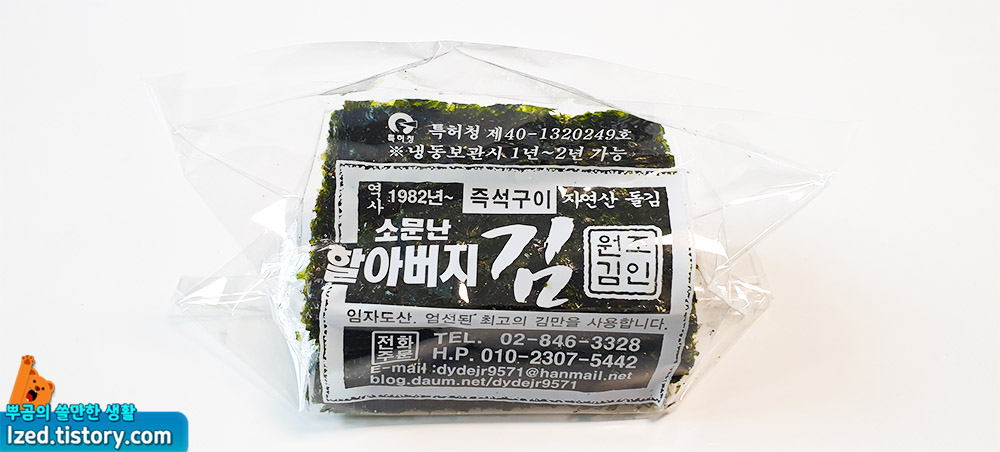 특허청
특허청 제40-1320249호
※냉동보관시 1년~2년 가능
역사 1982년~ 즉석구이 자연산 돌김
소문난
할아버지 김
원조
김인
임자도산. 엄선된 최고의 김만을 사용합니다.
전화
주문
TEL. 02-846-3328
H.P. 010-2307-5442
E-mail :dydejr9571@hanmail.net
blog.daum.net/dydejr9571
뿌곰의 쓸만한 생활
lzed.tistory.com